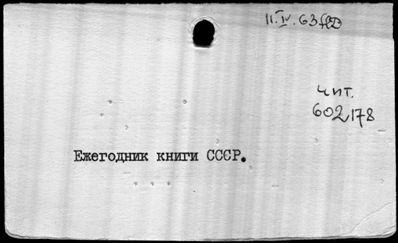 11.IV.63
чит.
602178
Ежегодник книги СССР.